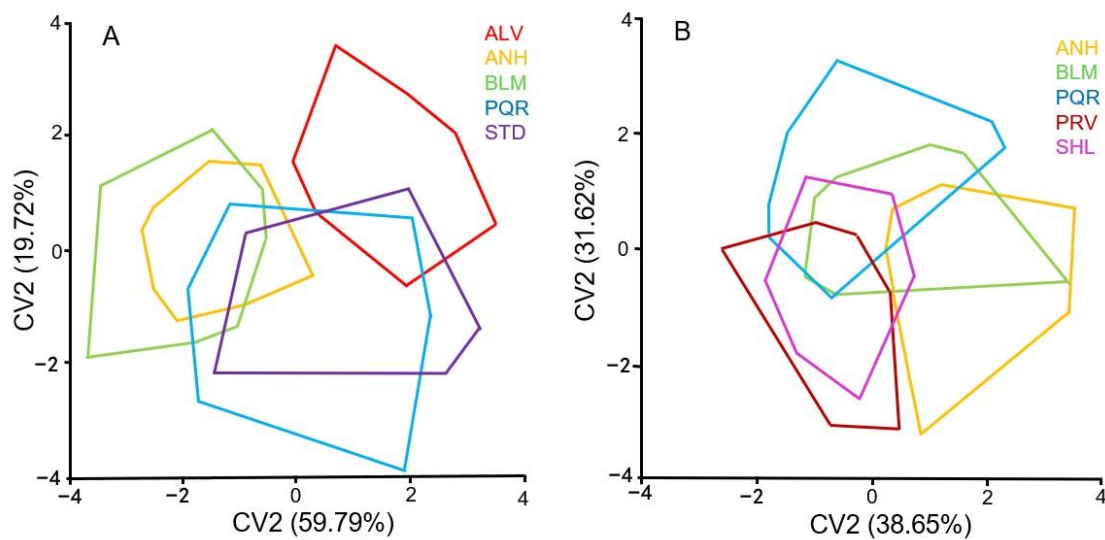 A
ALV
ANH
BLM
PQR
STD
4
2
0
−2
−4
CV2 (19.72%)
−4
−2
0
2
4
CV2 (59.79%)
B
ANH
BLM
PQR
PRV
SHL
4
2
0
−2
−4
CV2 (31.62%)
−4
−2
0
2
4
CV2 (38.65%)